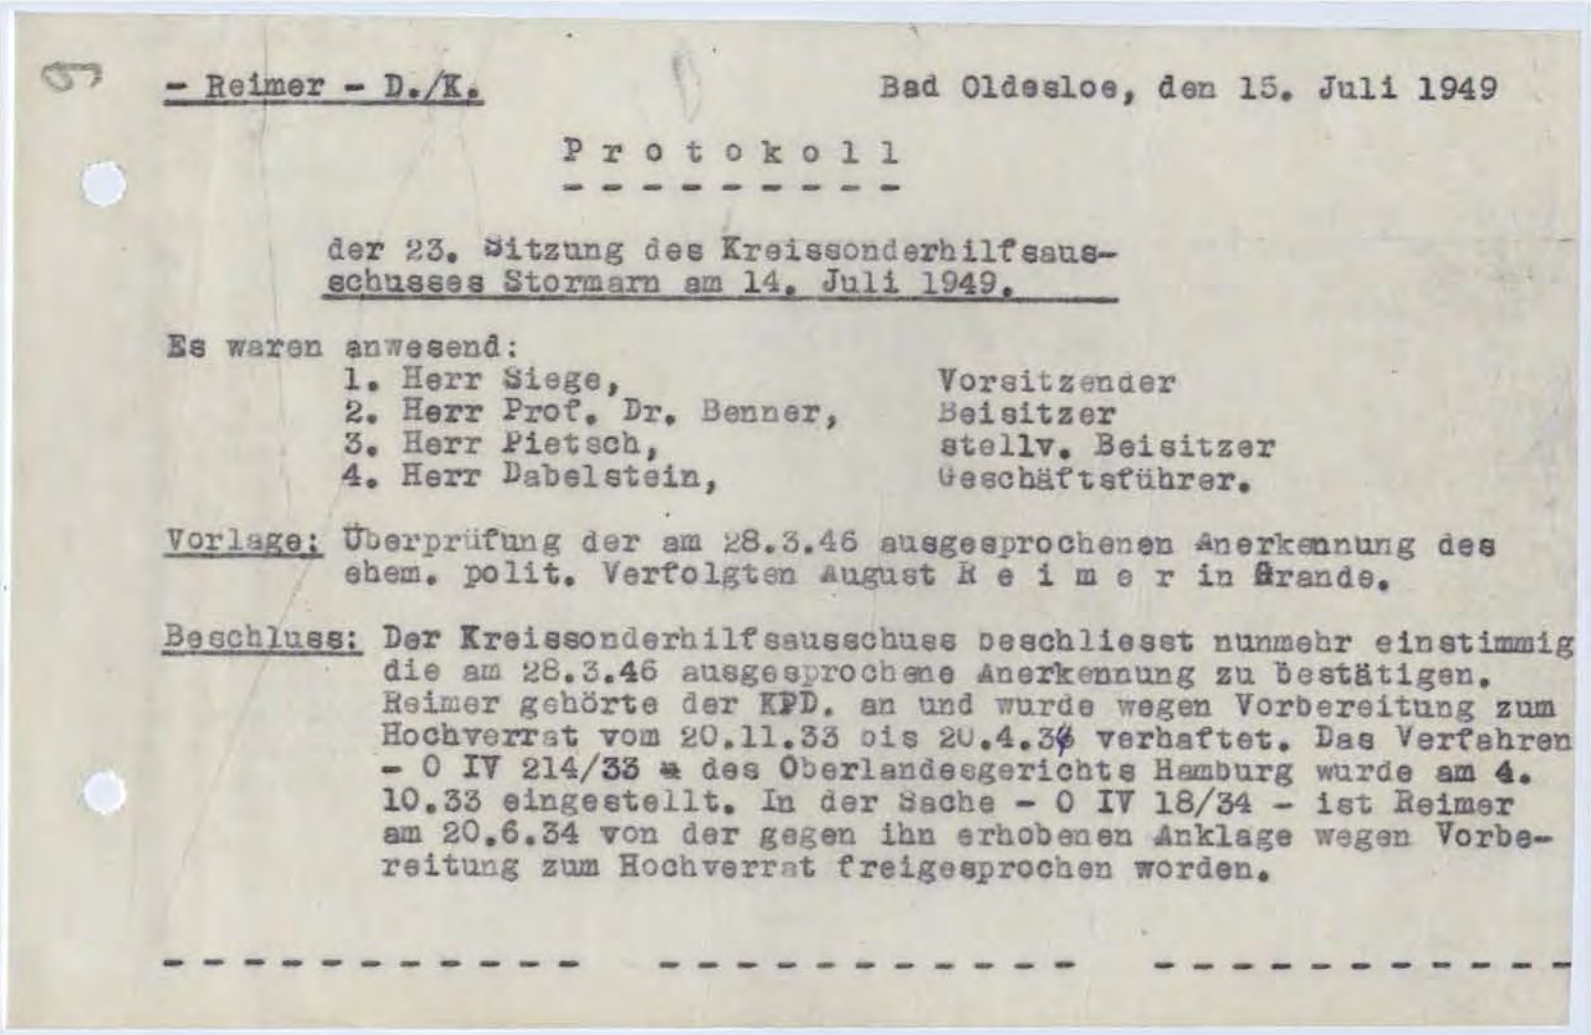 - Reimer - D./K.
Bad Oldesloe, den 15. Juli 1949
P r o t o k o l l
- - - - - - - - -
der 23. Sitzung des Kreissonderhilfsaus-
schusses Stormarn am 14. Juli 1949.
Es waren anwesend:
1. Herr Siege, Vorsitzender
2. Herr Prof. Dr. Benner, Beisitzer
3. Herr Pietsch, stellv. Beisitzer
4. Herr Dabelstein, Geschäftsführer.
Vorlage: Überprüfung der am 28.3.46 ausgesprochenen Anerkennung des
ehem. polit. Verfolgten August R e i m e r in Grande.
Beschluss: Der Kreissonderhilfsausschuss beschliesst nunmehr einstimmig
die am 28.3.46 ausgesprochene Anerkennung zu bestätigen.
Reimer gehörte der KPD. an und wurde wegen Vorbereitung zum
Hochverrat vom 20.11.33 bis 20.4.34 verhaftet. Das Verfahren
- O IV 214/33 - des Oberlandesgerichts Hamburg wurde am 4.
10.33 eingestellt. In der Sache - O IV 18/34 - ist Reimer
am 20.6.34 von der gegen ihn erhobenen Anklage wegen Vorbe-
reitung zum Hochverrat freigesprochen worden.
- - - - - - - - - - - - - - - - - - - - - - - - - - - - - - - - -